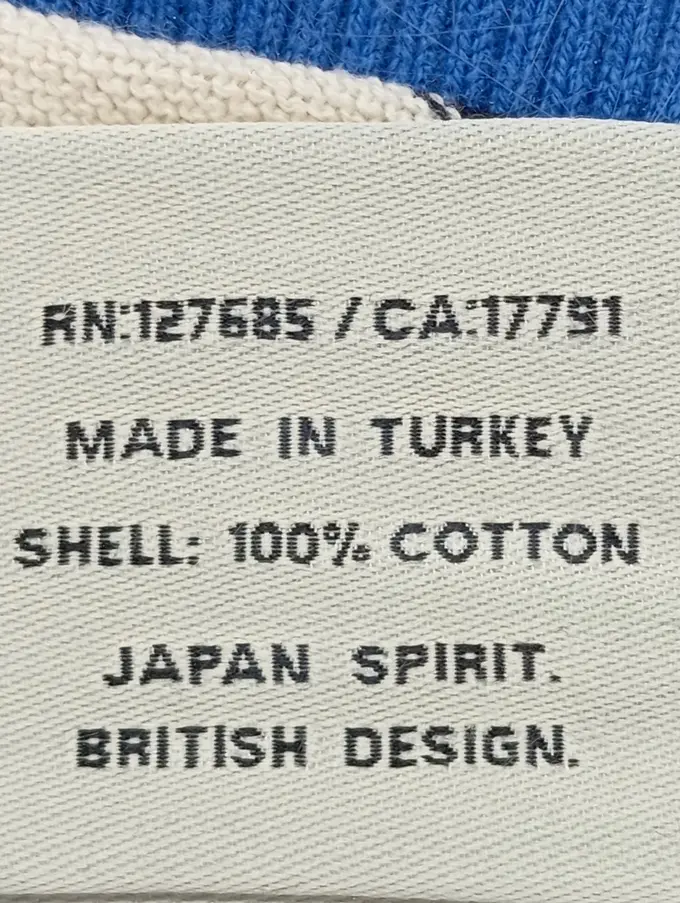 RN:127685 / CA:17791
MADE IN TURKEY
SHELL: 100% COTTON
JAPAN SPIRIT.
BRITISH DESIGN.